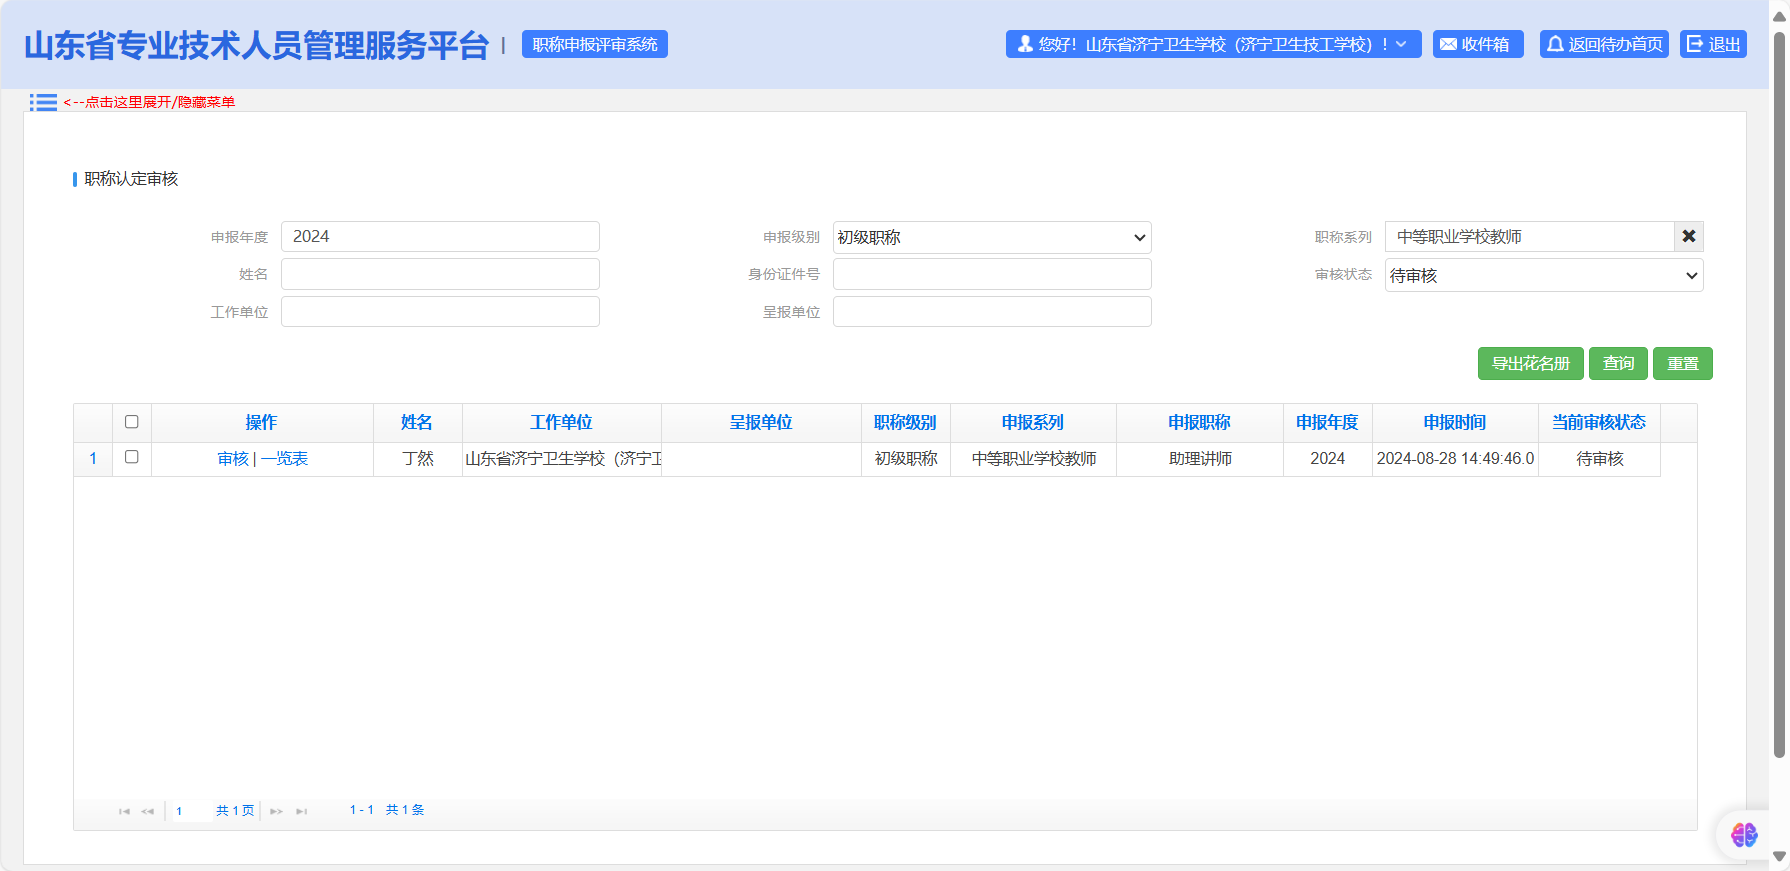 山东省专业技术人员管理服务平台 | 职称申报评审系统 您好！山东省济宁卫生学校（济宁卫生技工学校）！ 收件箱 返回待办首页 退出
<--点击这里展开/隐藏菜单
职称认定审核
申报年度 2024 申报级别 初级职称 职称系列 中等职业学校教师
姓名 身份证件号 审核状态 待审核
工作单位 呈报单位
导出花名册 查询 重置
操作 姓名 工作单位 呈报单位 职称级别 申报系列 申报职称 申报年度 申报时间 当前审核状态
1 审核 | 一览表 丁然 山东省济宁卫生学校（济宁卫 初级职称 中等职业学校教师 助理讲师 2024 2024-08-28 14:49:46.0 待审核
1 共 1 页 1 - 1 共 1 条